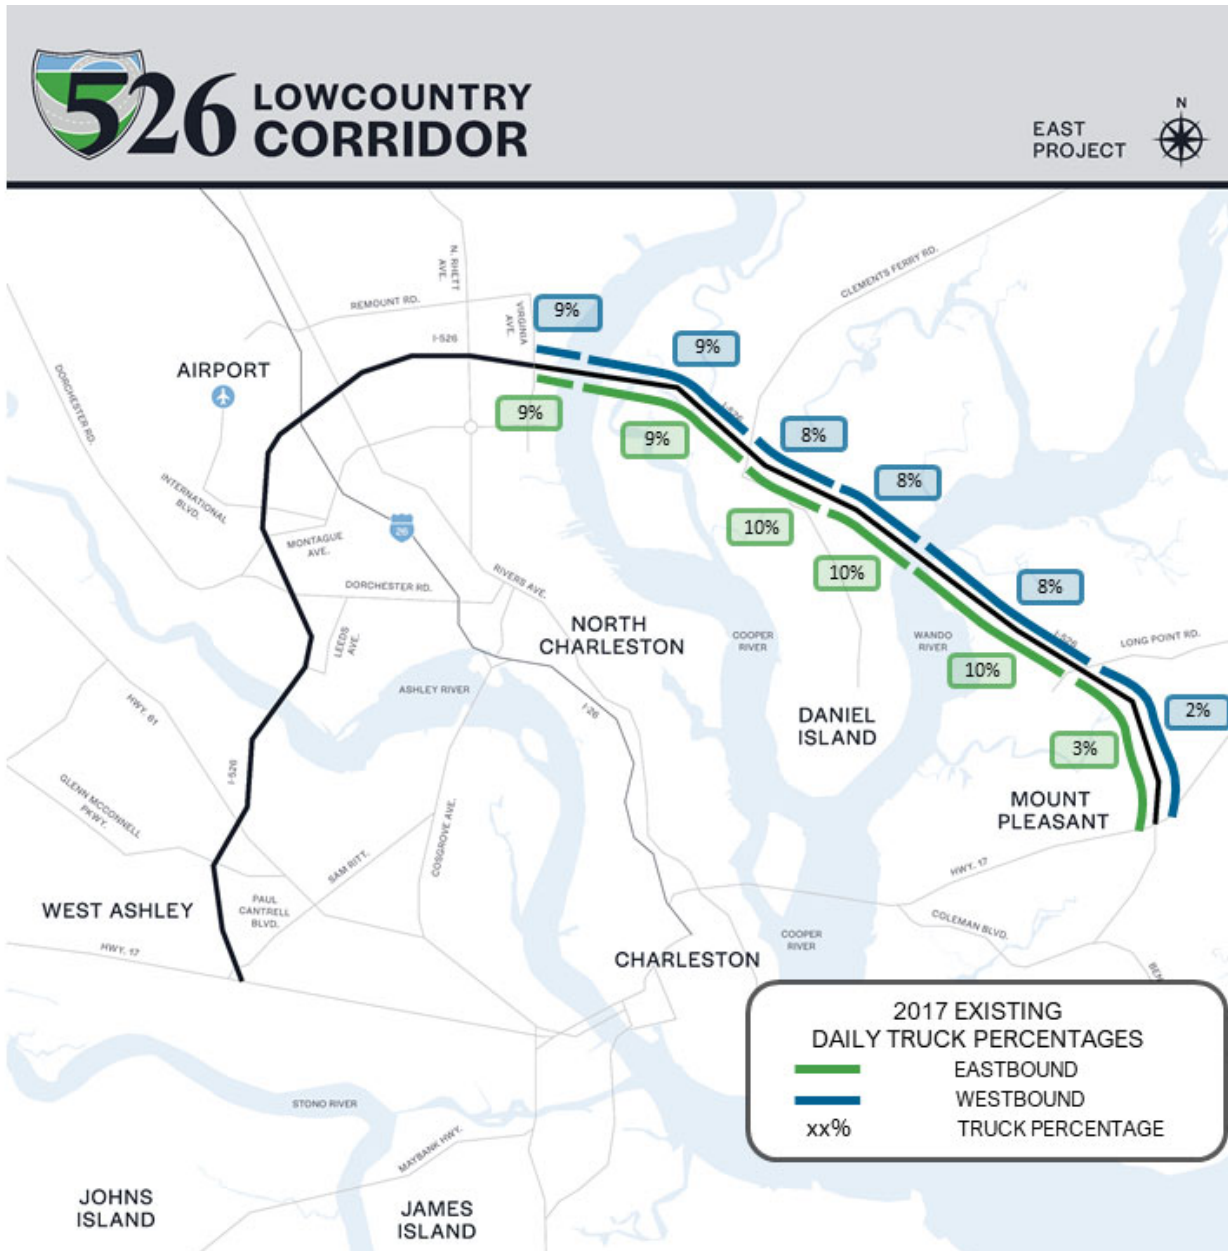 526 LOWCOUNTRY
CORRIDOR
EAST
PROJECT
N
CLEMENTS FERRY RD.
N. RHETT
AVE.
REMOUNT RD.
VIRGINIA
AVE.
9%
I-526
9%
AIRPORT
DORCHESTER RD.
I-526
9%
9%
8%
8%
INTERNATIONAL
BLVD.
10%
26
MONTAGUE
AVE.
10%
RIVERS AVE.
DORCHESTER RD.
8%
LEEDS
AVE.
NORTH
CHARLESTON
COOPER
RIVER
WANDO
RIVER
I-526
LONG POINT RD.
10%
ASHLEY RIVER
HWY. 61
I-26
DANIEL
ISLAND
2%
3%
I-526
GLENN MCCONNELL
PKWY.
MOUNT
PLEASANT
COSGROVE AVE.
SAM RITT.
HWY. 17
WEST ASHLEY
PAUL
CANTRELL
BLVD.
COLEMAN BLVD.
HWY. 17
COOPER
RIVER
CHARLESTON
BEN
2017 EXISTING
DAILY TRUCK PERCENTAGES
EASTBOUND
WESTBOUND
xx% TRUCK PERCENTAGE
STONO RIVER
MAYBANK HWY.
JOHNS
ISLAND
JAMES
ISLAND